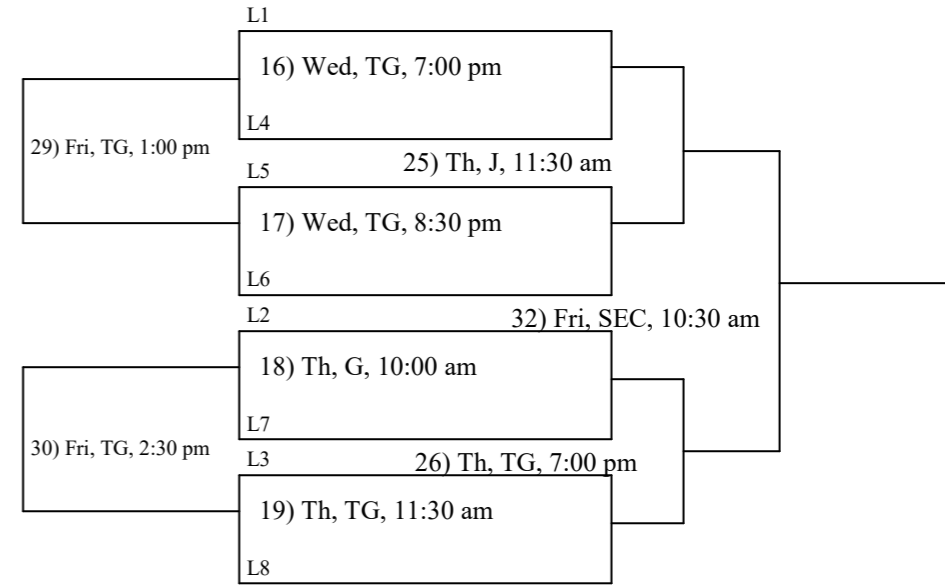 L1
16) Wed, TG, 7:00 pm
L4
29) Fri, TG, 1:00 pm
25) Th, J, 11:30 am
L5
17) Wed, TG, 8:30 pm
L6
L2
32) Fri, SEC, 10:30 am
18) Th, G, 10:00 am
L7
30) Fri, TG, 2:30 pm
L3
26) Th, TG, 7:00 pm
19) Th, TG, 11:30 am
L8